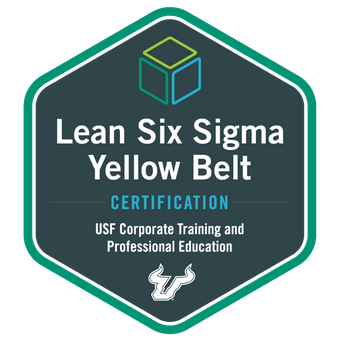 Lean Six Sigma
Yellow Belt
CERTIFICATION
USF Corporate Training and
Professional Education